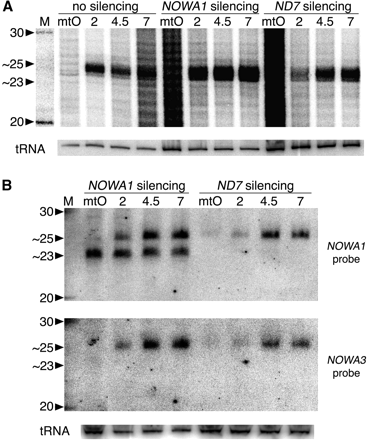 A
no silencing NOWA1 silencing ND7 silencing
M mtO 2 4.5 7 mtO 2 4.5 7 mtO 2 4.5 7
30
~25
~23
20
tRNA
B
NOWA1 silencing ND7 silencing
M mtO 2 4.5 7 mtO 2 4.5 7
30
~25
~23
20
NOWA1
probe
30
~25
~23
20
NOWA3
probe
tRNA